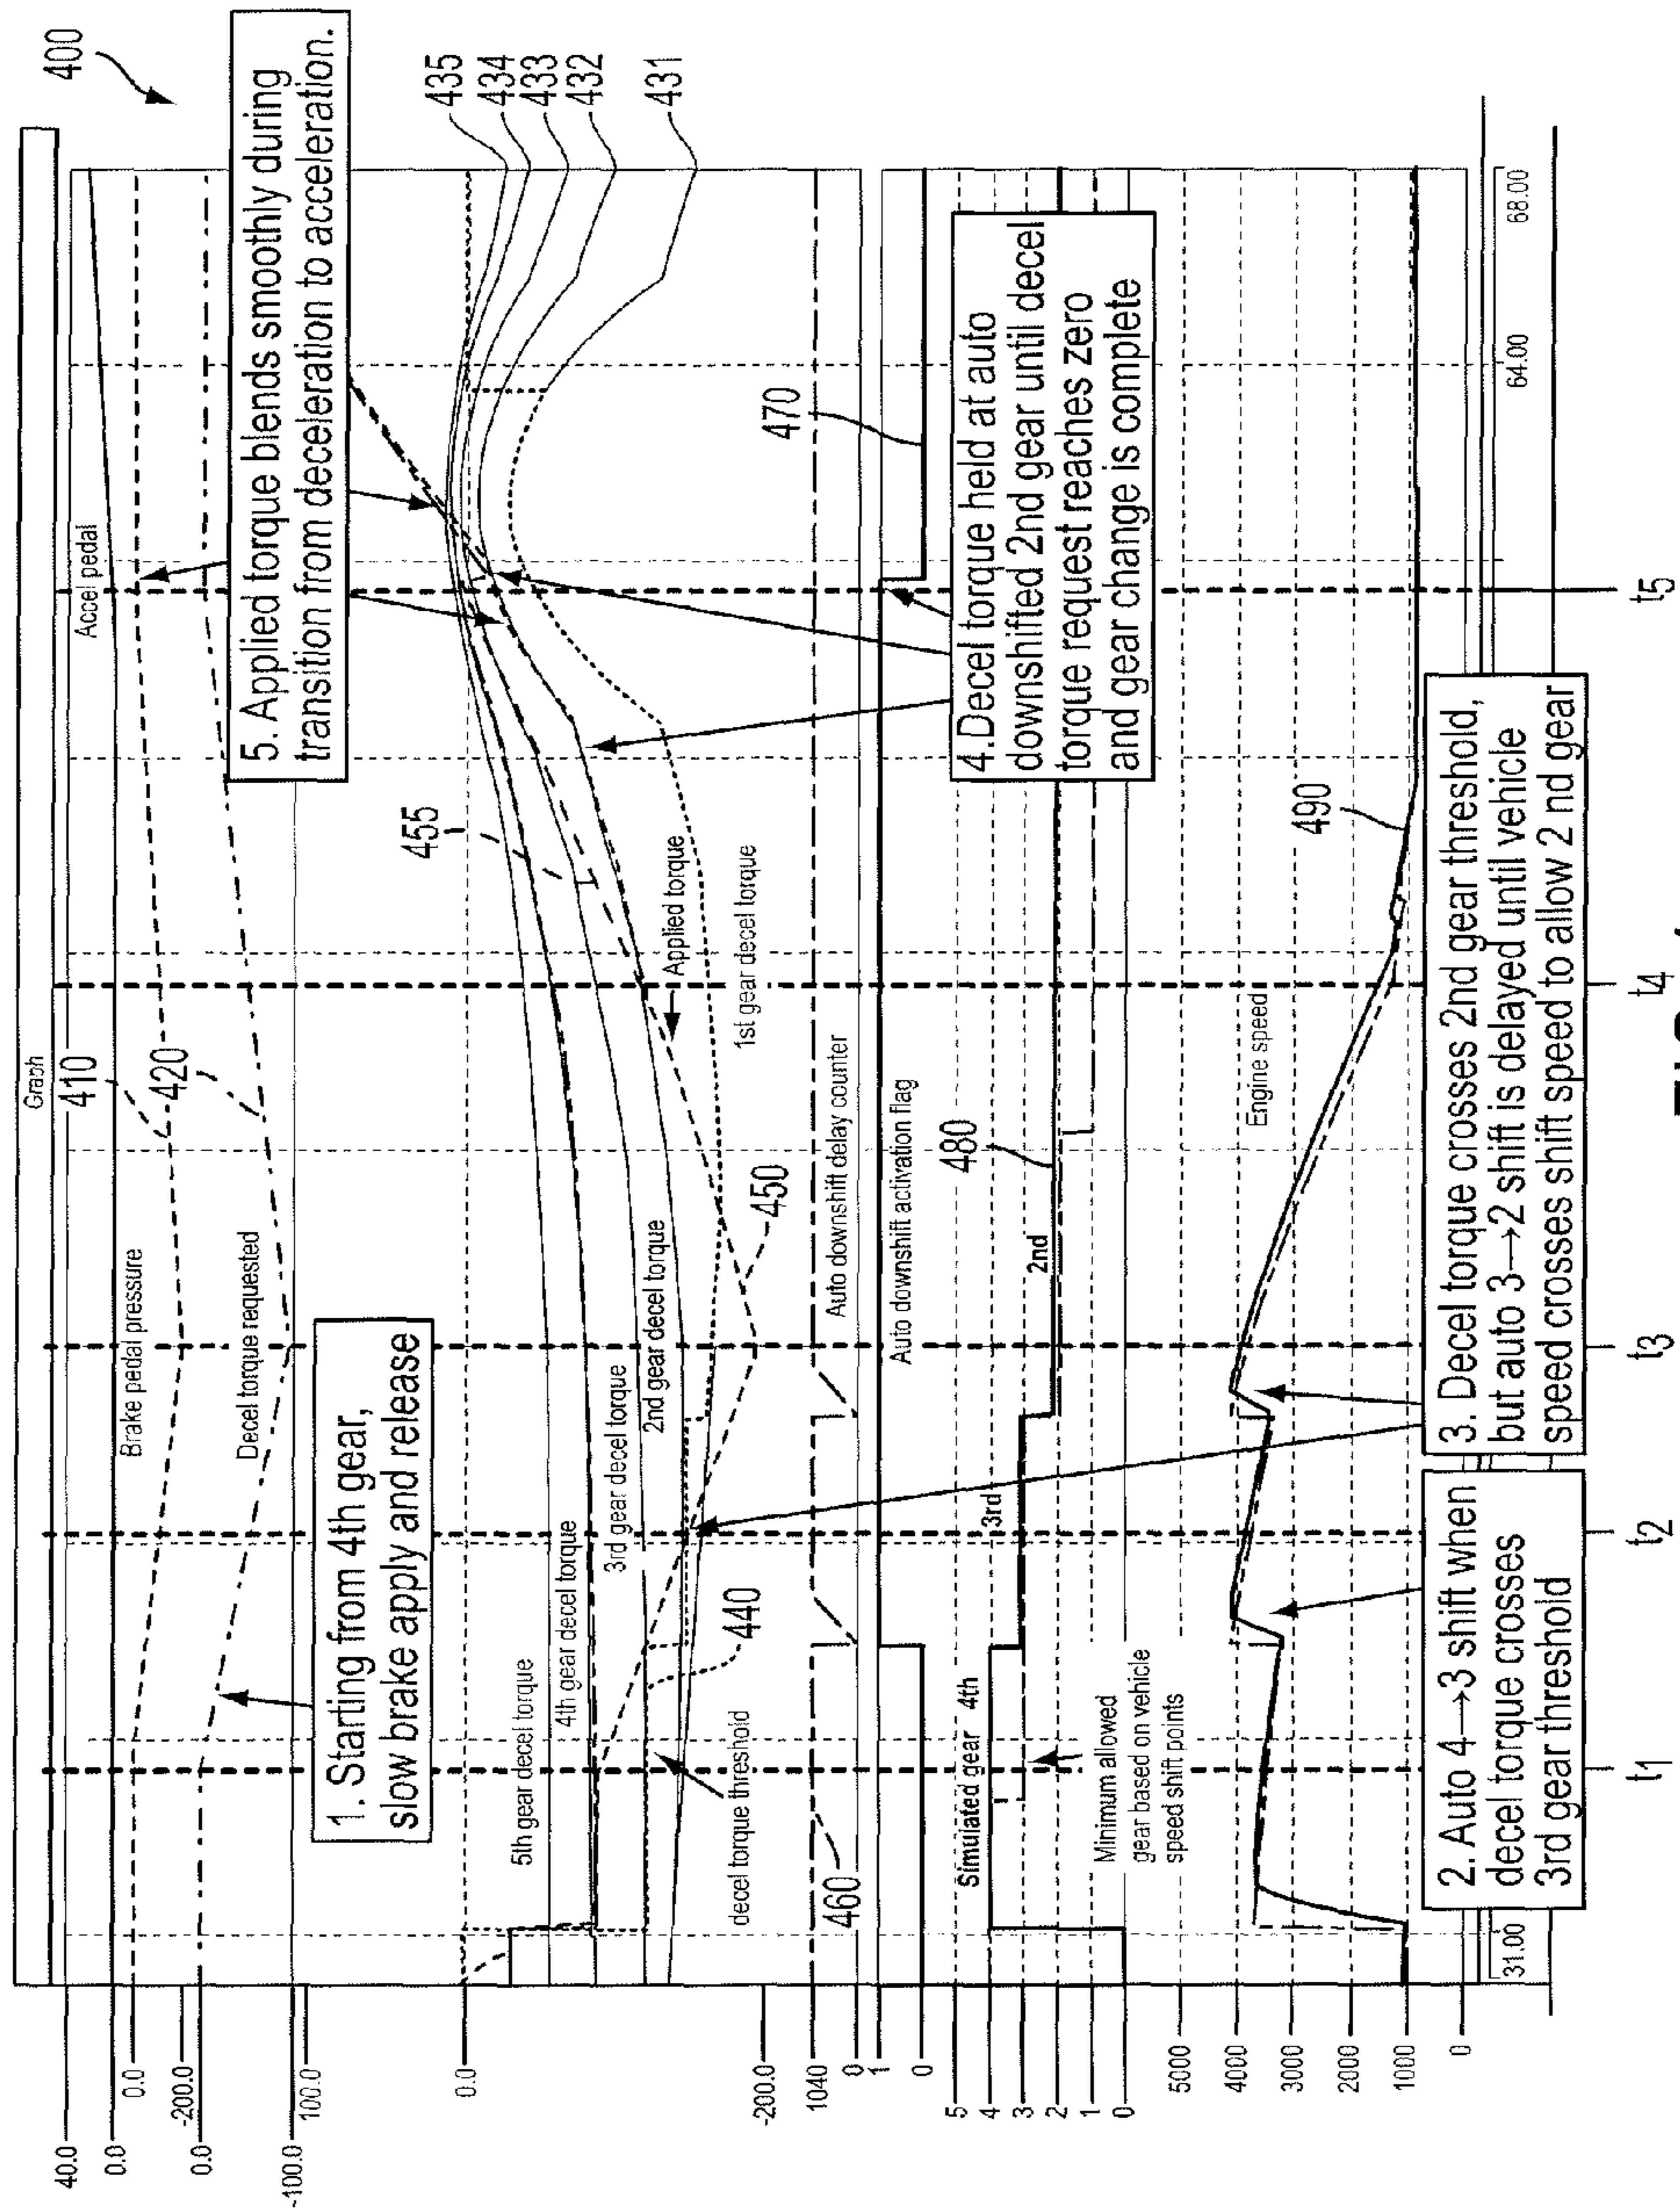 400
Graph
40.0
0.0
0.0
-200.0
0.0
-100.0
100.0
0.0
-200.0
1040
0
1
0
5
4
3
2
1
0
5000
4000
3000
2000
1000
0
Accel pedal
410
Brake pedal pressure
420
Decel torque requested
1. Starting from 4th gear,
slow brake apply and release
5. Applied torque blends smoothly during
transition from deceleration to acceleration.
435
434
433
432
431
455
5th gear decel torque
4th gear decel torque
3rd gear decel torque
2nd gear decel torque
Applied torque
1st gear decel torque
440
450
decel torque threshold
460
Auto downshift delay counter
470
Auto downshift activation flag
4.Decel torque held at auto
downshifted 2nd gear until decel
torque request reaches zero
and gear change is complete
Simulated gear 4th
3rd
2nd
480
Minimum allowed
gear based on vehicle
speed shift points
Engine speed
490
2. Auto 4→3 shift when
decel torque crosses
3rd gear threshold
3. Decel torque crosses 2nd gear threshold,
but auto 3→2 shift is delayed until vehicle
speed crosses shift speed to allow 2 nd gear
31.00
64.00
68.00
t1
t2
t3
t4
t5